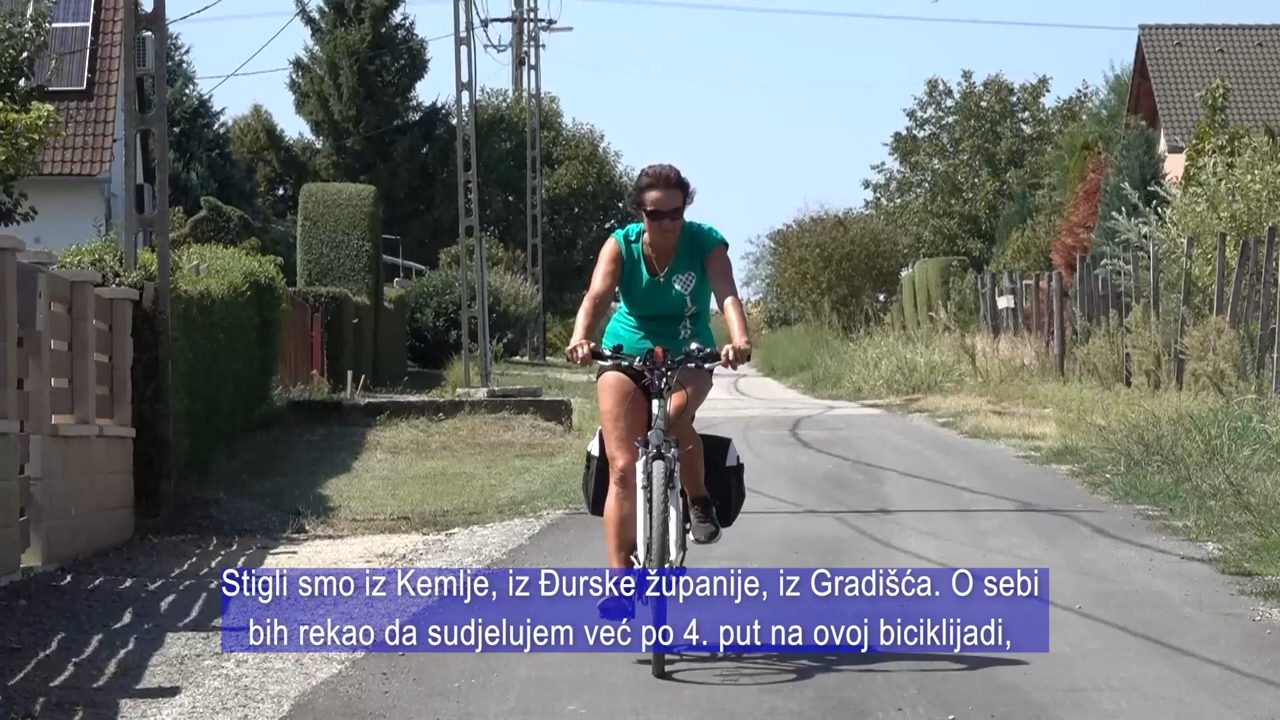 Stigli smo iz Kemlje, iz Đurske županije, iz Gradišća. O sebi
bih rekao da sudjelujem već po 4. put na ovoj biciklijadi,